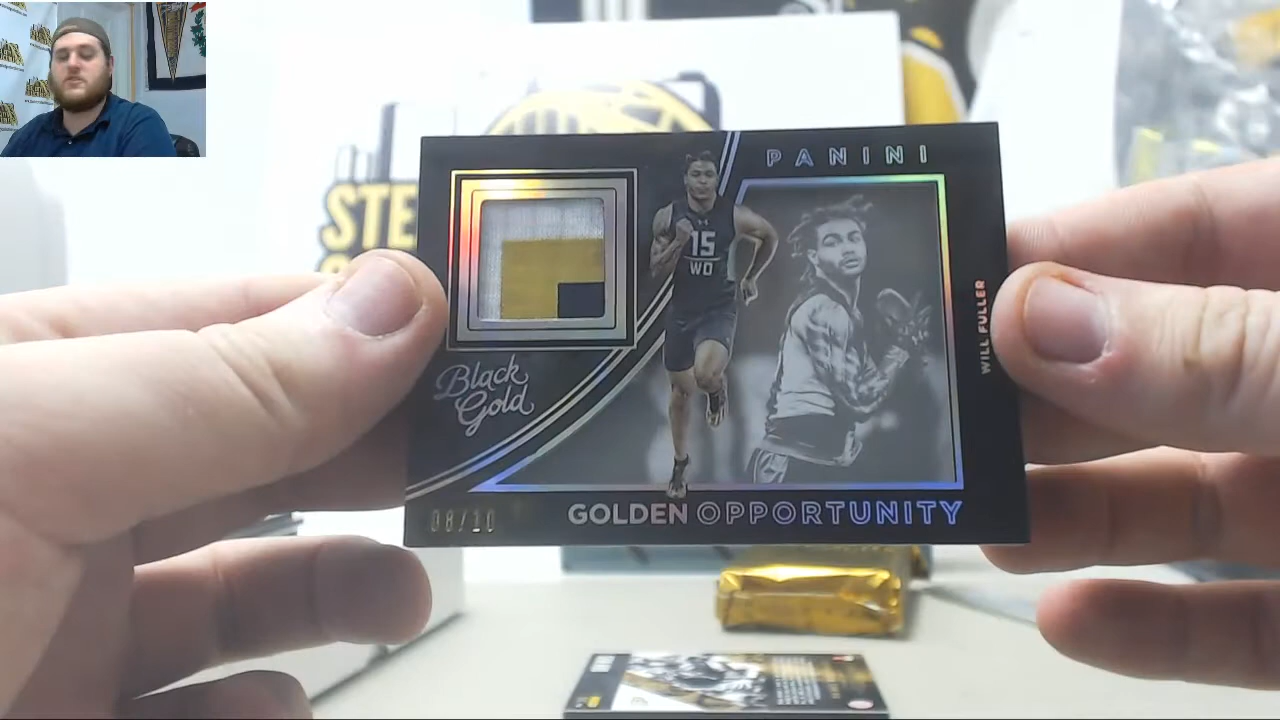 PANINI
15
WO
WILL FULLER
Black
Gold
08/10
GOLDEN OPPORTUNITY
STE